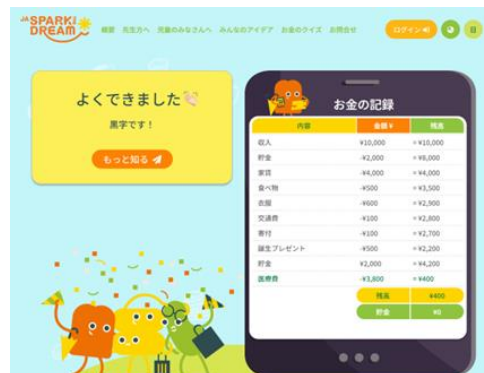 JA SPARK the DREAM
概要 先生方へ 児童のみなさんへ みんなのアイデア お金のクイズ お問合せ
ログイン
よくできました
黒字です！
もっと知る
お金の記録
内容 金額 ¥ 残高
収入 ¥10,000 = ¥10,000
貯金 -¥2,000 = ¥8,000
家賃 -¥4,000 = ¥4,000
食べ物 -¥500 = ¥3,500
衣服 -¥600 = ¥2,900
交通費 -¥100 = ¥2,800
寄付 -¥100 = ¥2,700
誕生プレゼント -¥500 = ¥2,200
貯金 ¥2,000 = ¥4,200
医療費 -¥3,800 = ¥400
残高 ¥400
貯金 ¥0